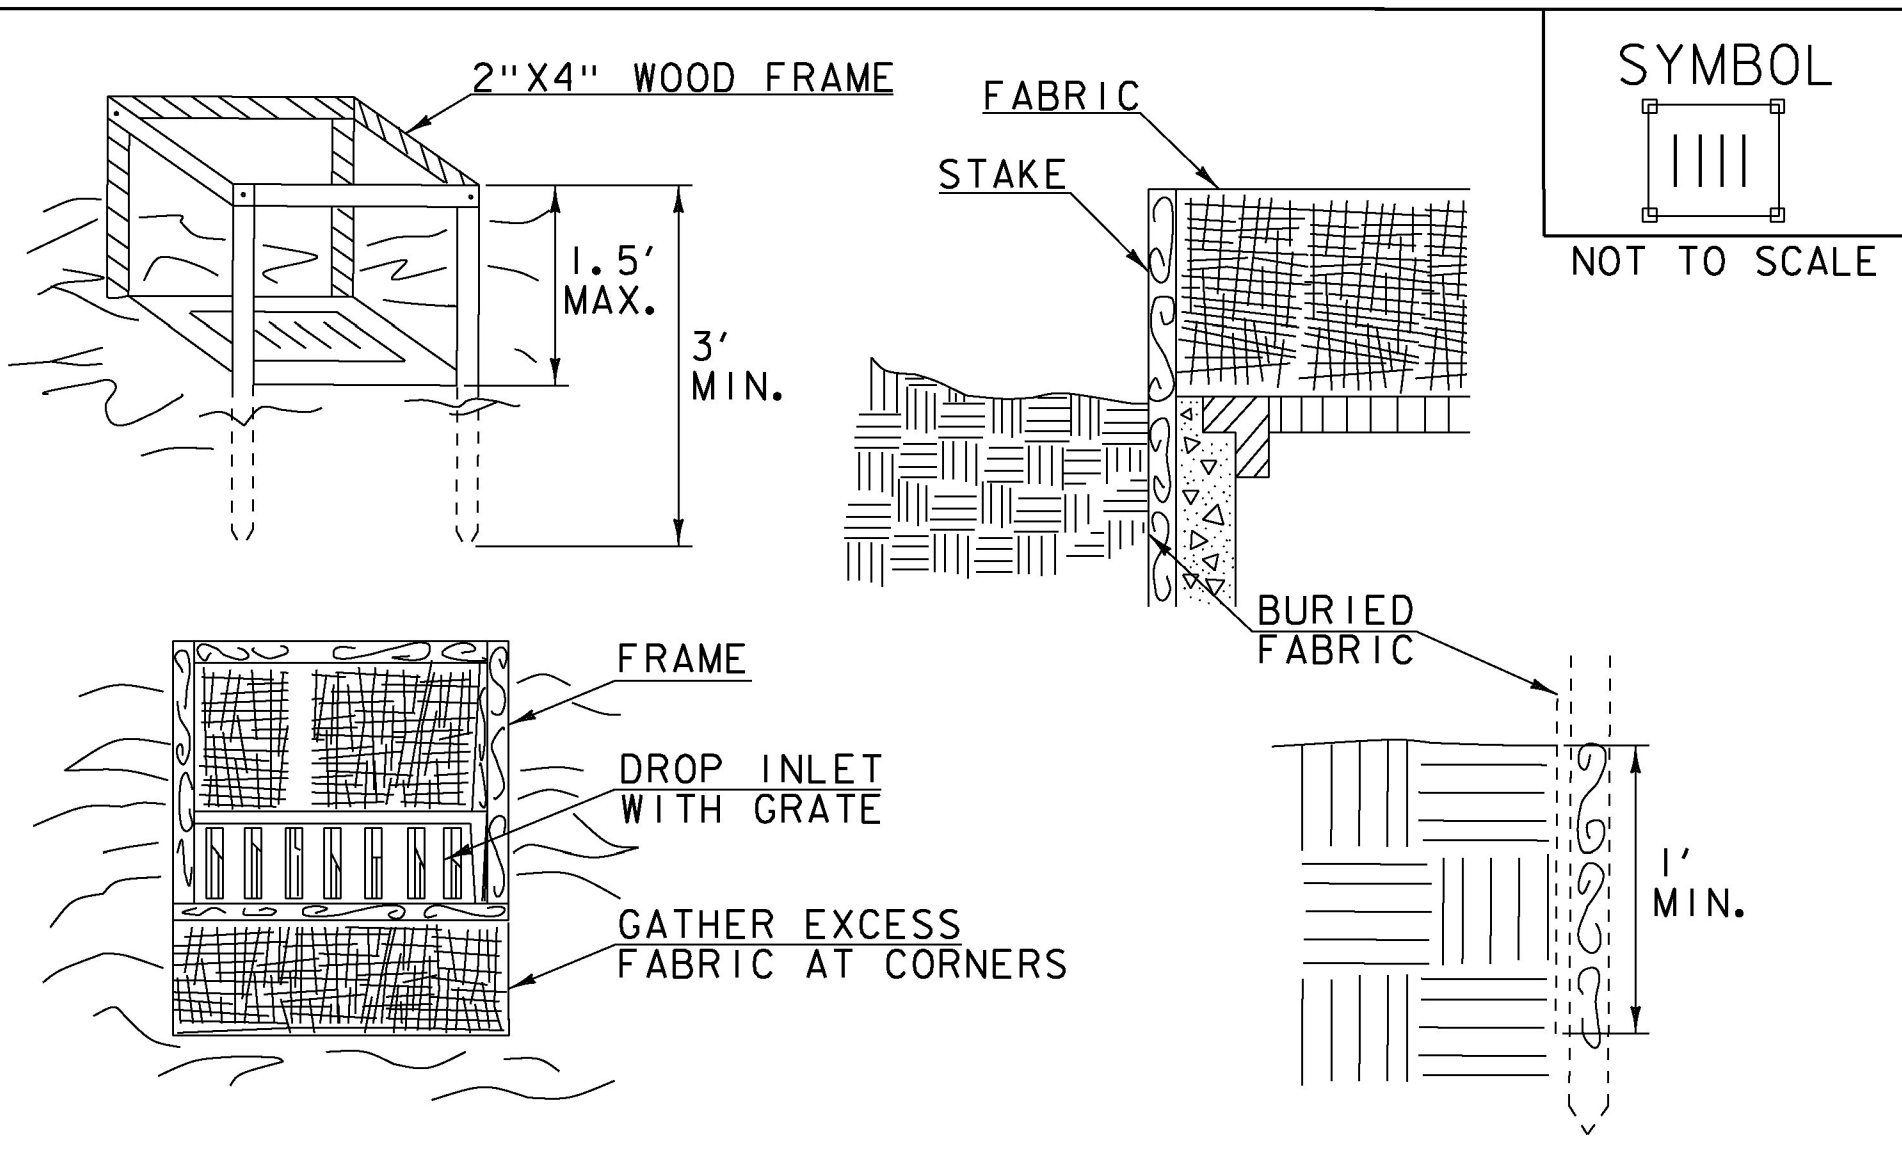 2"X4" WOOD FRAME
1.5'
MAX.
3'
MIN.
FABRIC
STAKE
SYMBOL
NOT TO SCALE
BURIED
FABRIC
FRAME
DROP INLET
WITH GRATE
GATHER EXCESS
FABRIC AT CORNERS
1'
MIN.